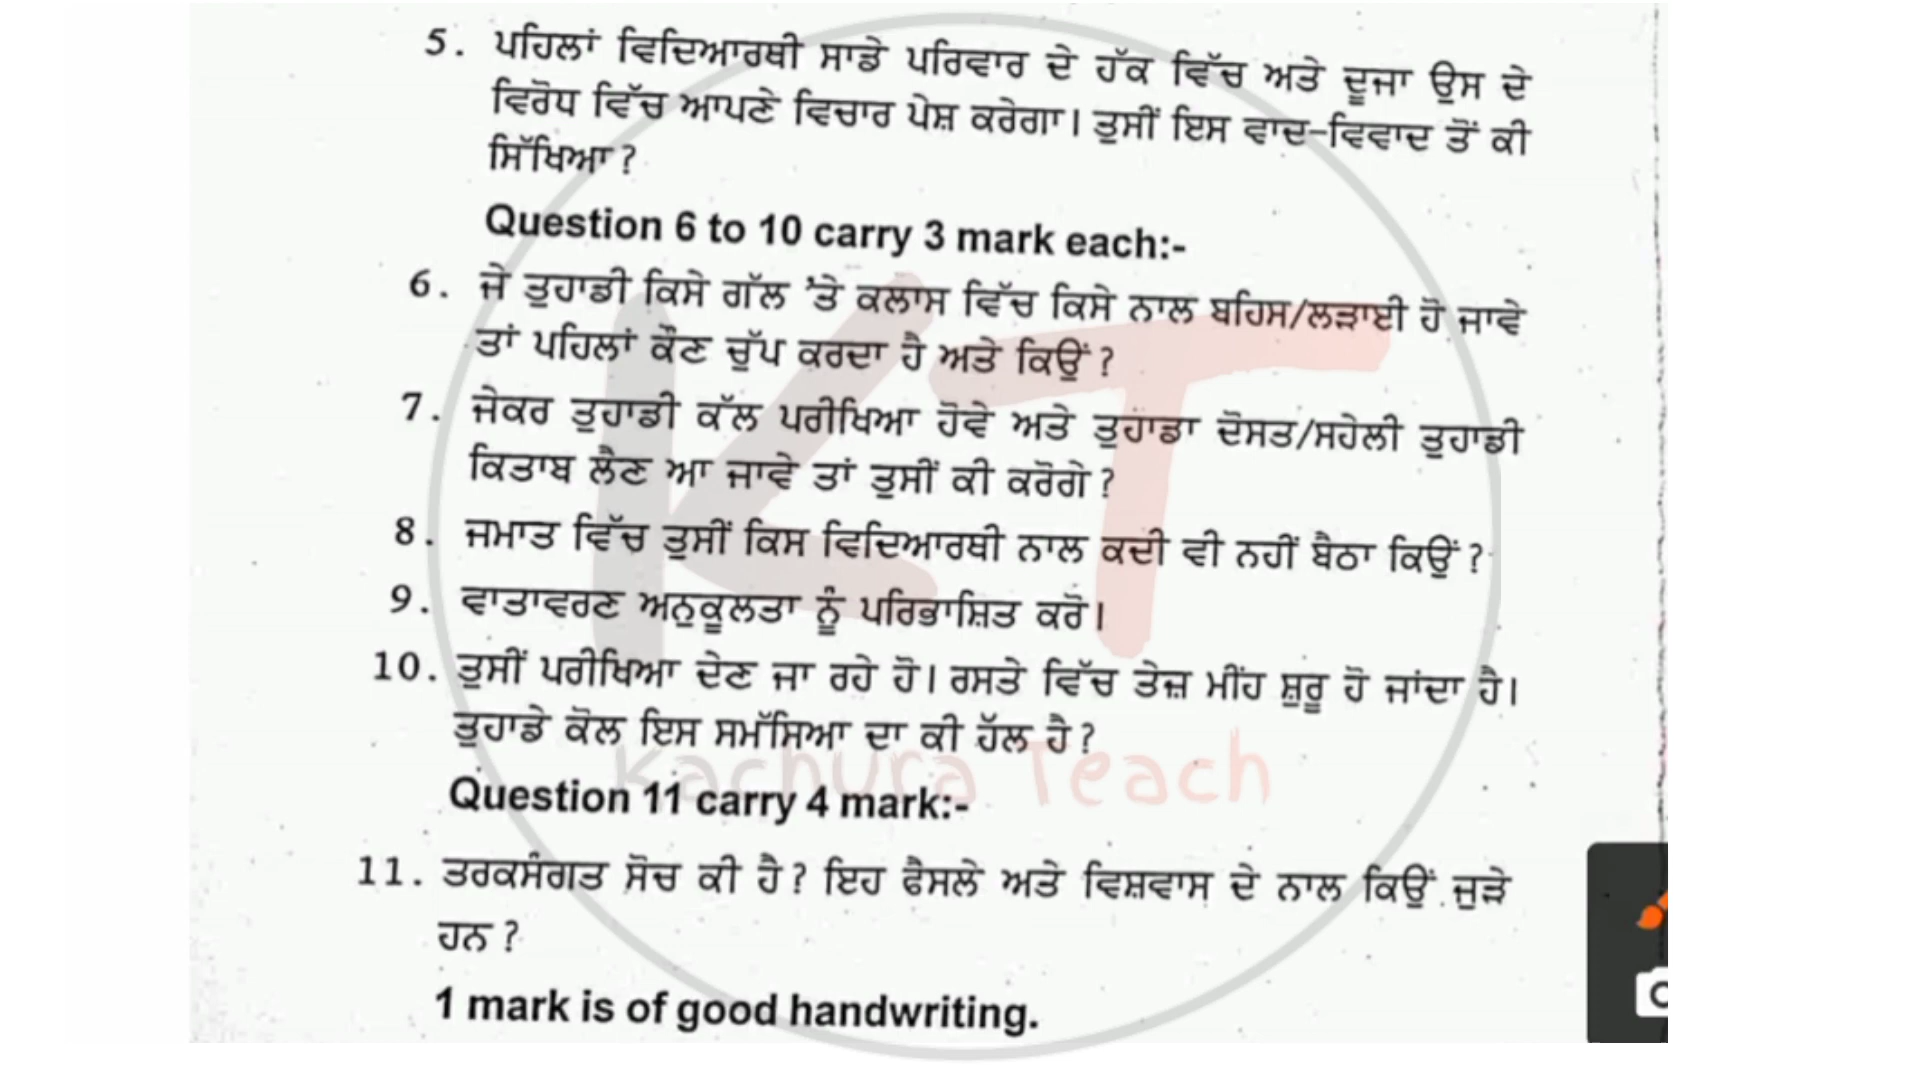 5. ਪਹਿਲਾਂ ਵਿਦਿਆਰਥੀ ਸਾਡੇ ਪਰਿਵਾਰ ਦੇ ਹੱਕ ਵਿੱਚ ਅਤੇ ਦੂਜਾ ਉਸ ਦੇ
ਵਿਰੋਧ ਵਿੱਚ ਆਪਣੇ ਵਿਚਾਰ ਪੇਸ਼ ਕਰੇਗਾ। ਤੁਸੀਂ ਇਸ ਵਾਦ-ਵਿਵਾਦ ਤੋਂ ਕੀ
ਸਿੱਖਿਆ?
Question 6 to 10 carry 3 mark each:-
6. ਜੇ ਤੁਹਾਡੀ ਕਿਸੇ ਗੱਲ 'ਤੇ ਕਲਾਸ ਵਿੱਚ ਕਿਸੇ ਨਾਲ ਬਹਿਸ/ਲੜਾਈ ਹੋ ਜਾਵੇ
ਤਾਂ ਪਹਿਲਾਂ ਕੌਣ ਚੁੱਪ ਕਰਦਾ ਹੈ ਅਤੇ ਕਿਉਂ?
7. ਜੇਕਰ ਤੁਹਾਡੀ ਕੱਲ ਪਰੀਖਿਆ ਹੋਵੇ ਅਤੇ ਤੁਹਾਡਾ ਦੋਸਤ/ਸਹੇਲੀ ਤੁਹਾਡੀ
ਕਿਤਾਬ ਲੈਣ ਆ ਜਾਵੇ ਤਾਂ ਤੁਸੀਂ ਕੀ ਕਰੋਗੇ?
8. ਜਮਾਤ ਵਿੱਚ ਤੁਸੀਂ ਕਿਸ ਵਿਦਿਆਰਥੀ ਨਾਲ ਕਦੀ ਵੀ ਨਹੀਂ ਬੈਠਾ ਕਿਉਂ?
9. ਵਾਤਾਵਰਣ ਅਨੁਕੂਲਤਾ ਨੂੰ ਪਰਿਭਾਸ਼ਿਤ ਕਰੋ।
10. ਤੁਸੀਂ ਪਰੀਖਿਆ ਦੇਣ ਜਾ ਰਹੇ ਹੋ। ਰਸਤੇ ਵਿੱਚ ਤੇਜ਼ ਮੀਂਹ ਸ਼ੁਰੂ ਹੋ ਜਾਂਦਾ ਹੈ।
ਤੁਹਾਡੇ ਕੋਲ ਇਸ ਸਮੱਸਿਆ ਦਾ ਕੀ ਹੱਲ ਹੈ?
KT
Kachura Teach
Question 11 carry 4 mark:-
11. ਤਰਕਸੰਗਤ ਸੋਚ ਕੀ ਹੈ? ਇਹ ਫੈਸਲੇ ਅਤੇ ਵਿਸ਼ਵਾਸ ਦੇ ਨਾਲ ਕਿਉਂ ਜੁੜੇ
ਹਨ?
1 mark is of good handwriting.